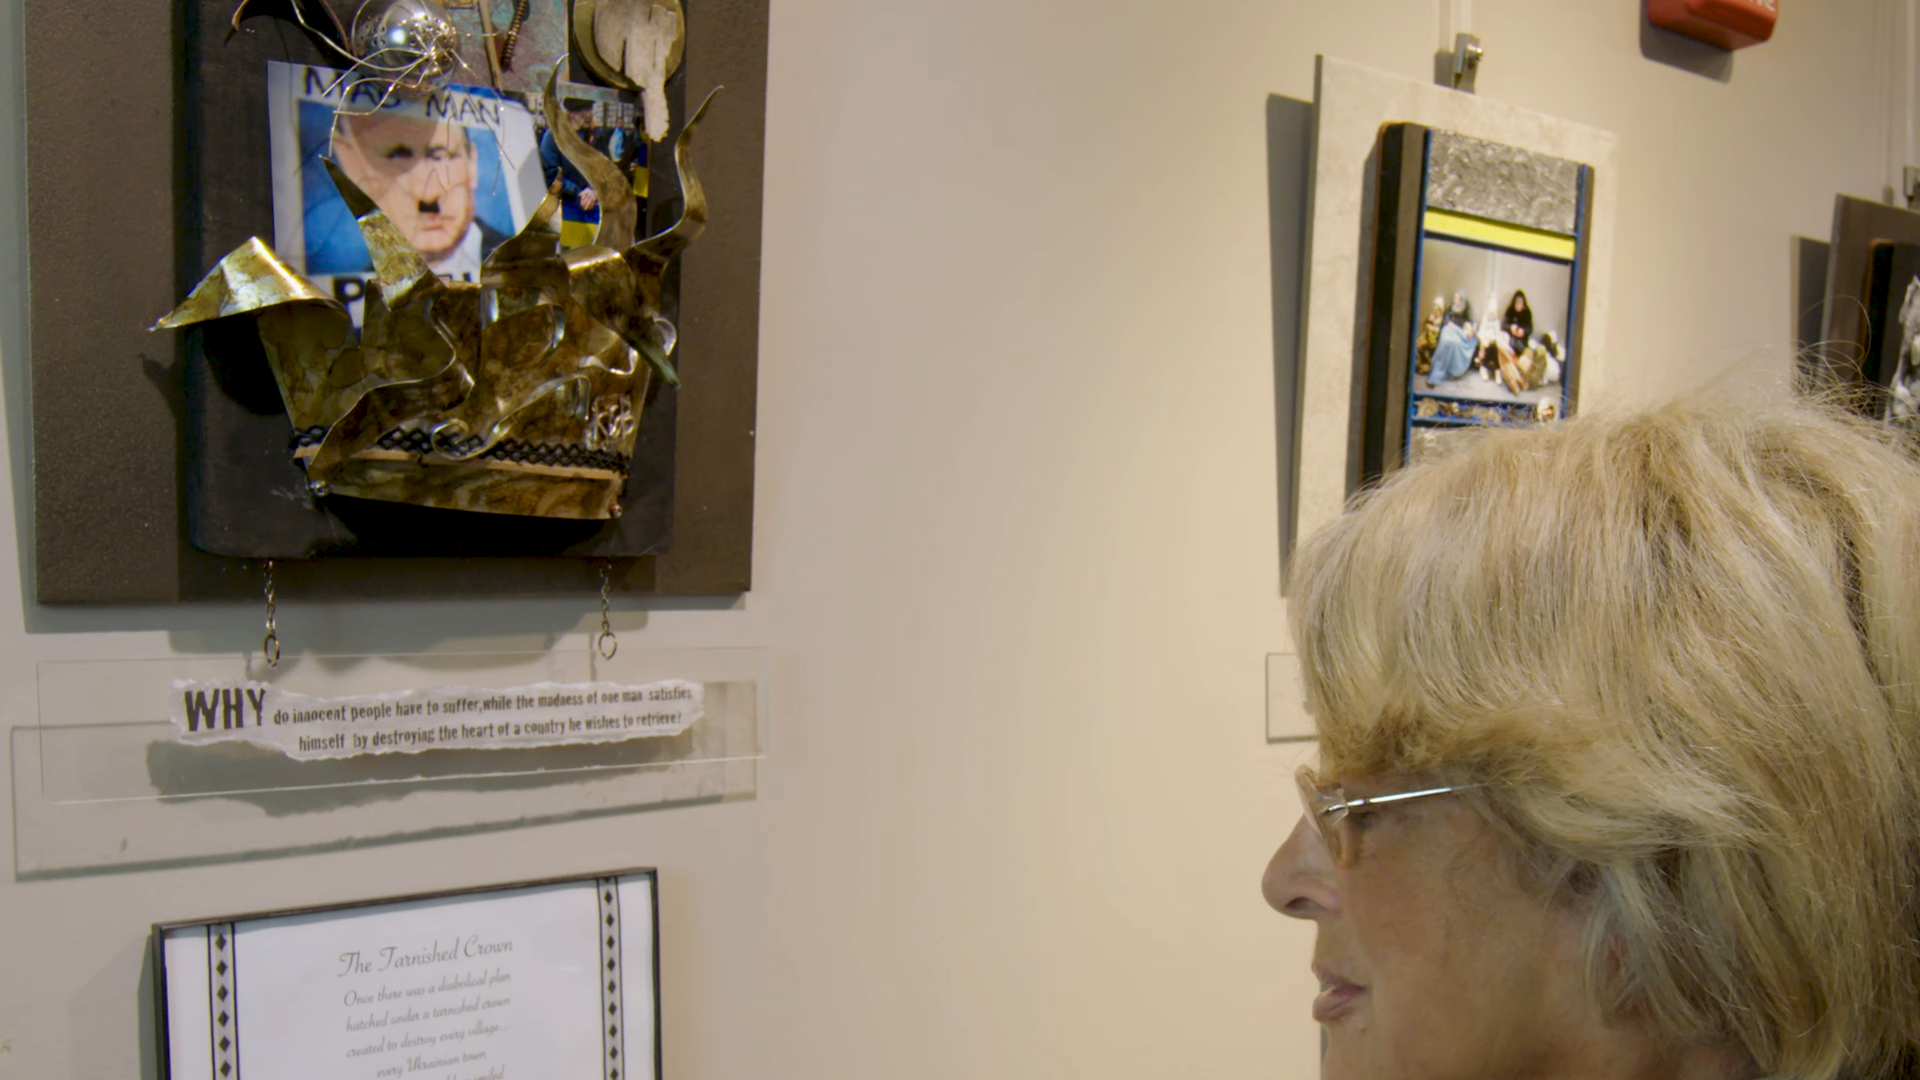 MAD MAN
WHY do innocent people have to suffer, while the madness of one man satisfies
himself by destroying the heart of a country he wishes to retrieve?
The Tarnished Crown
Once there was a diabolical plan
hatched under a tarnished crown
created to destroy every village...
every Ukrainian town